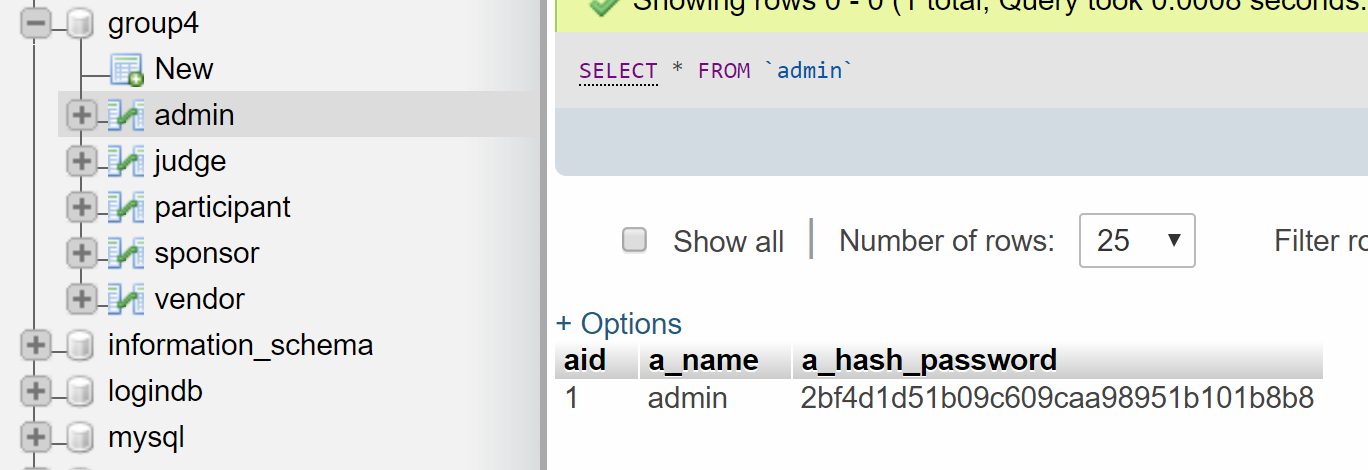 group4
New
admin
judge
participant
sponsor
vendor
information_schema
logindb
mysql
Showing rows 0 - 0 (1 total, Query took 0.0008 seconds.
SELECT * FROM `admin`
Show all | Number of rows: 25 Filter ro
+ Options
aid a_name a_hash_password
1 admin 2bf4d1d51b09c609caa98951b101b8b8